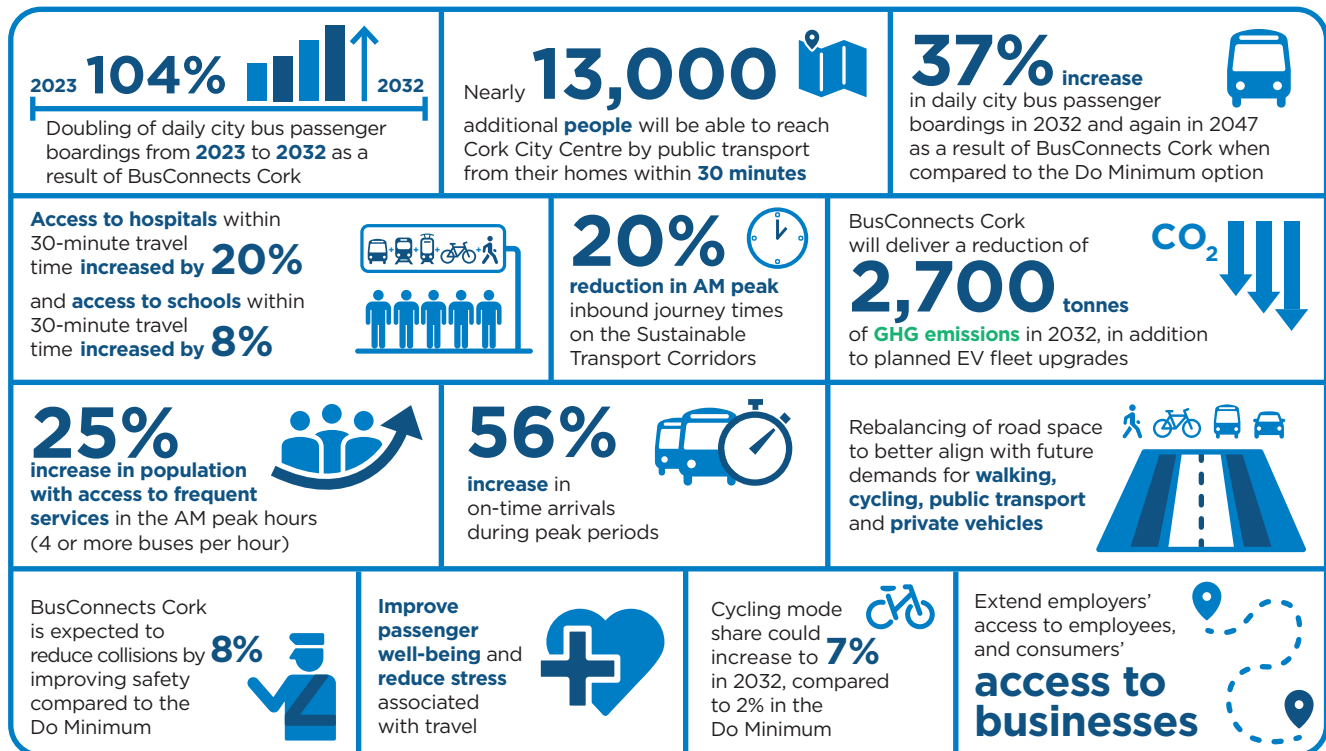 2023 104% 2032
Doubling of daily city bus passenger
boardings from 2023 to 2032 as a
result of BusConnects Cork
Nearly 13,000
additional people will be able to reach
Cork City Centre by public transport
from their homes within 30 minutes
37% increase
in daily city bus passenger
boardings in 2032 and again in 2047
as a result of BusConnects Cork when
compared to the Do Minimum option
Access to hospitals within
30-minute travel
time increased by 20%
and access to schools within
30-minute travel
time increased by 8%
20%
reduction in AM peak
inbound journey times
on the Sustainable
Transport Corridors
BusConnects Cork
will deliver a reduction of
2,700 tonnes
of GHG emissions in 2032, in addition
to planned EV fleet upgrades
CO₂
25%
increase in population
with access to frequent
services in the AM peak hours
(4 or more buses per hour)
56%
increase in
on-time arrivals
during peak periods
Rebalancing of road space
to better align with future
demands for walking,
cycling, public transport
and private vehicles
BusConnects Cork
is expected to
reduce collisions by 8%
improving safety
compared to the
Do Minimum
Improve
passenger
well-being and
reduce stress
associated
with travel
Cycling mode
share could
increase to 7%
in 2032, compared
to 2% in the
Do Minimum
Extend employers'
access to employees,
and consumers'
access to
businesses